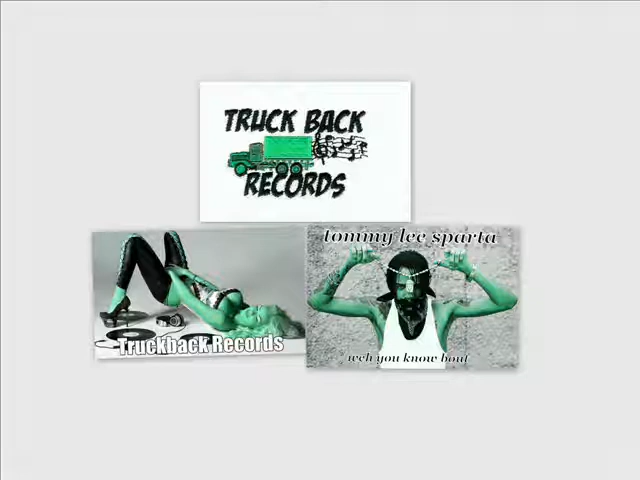 TRUCK BACK
RECORDS
Truckback Records
tommy lee sparta
weh you know bout